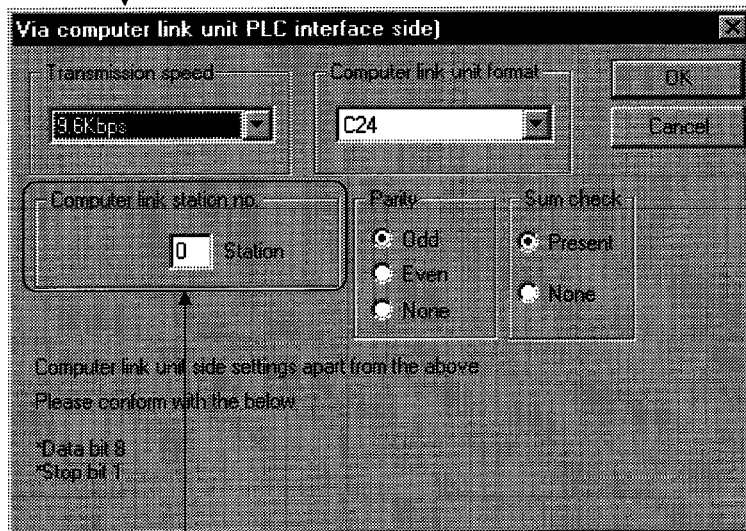 Via computer link unit PLC interface side)
Transmission speed
9.6Kbps
Computer link unit format
C24
OK
Cancel
Computer link station no.
0 Station
Parity
Odd
Even
None
Sum check
Present
None
Computer link unit side settings apart from the above
Please conform with the below
*Data bit 8
*Stop bit 1